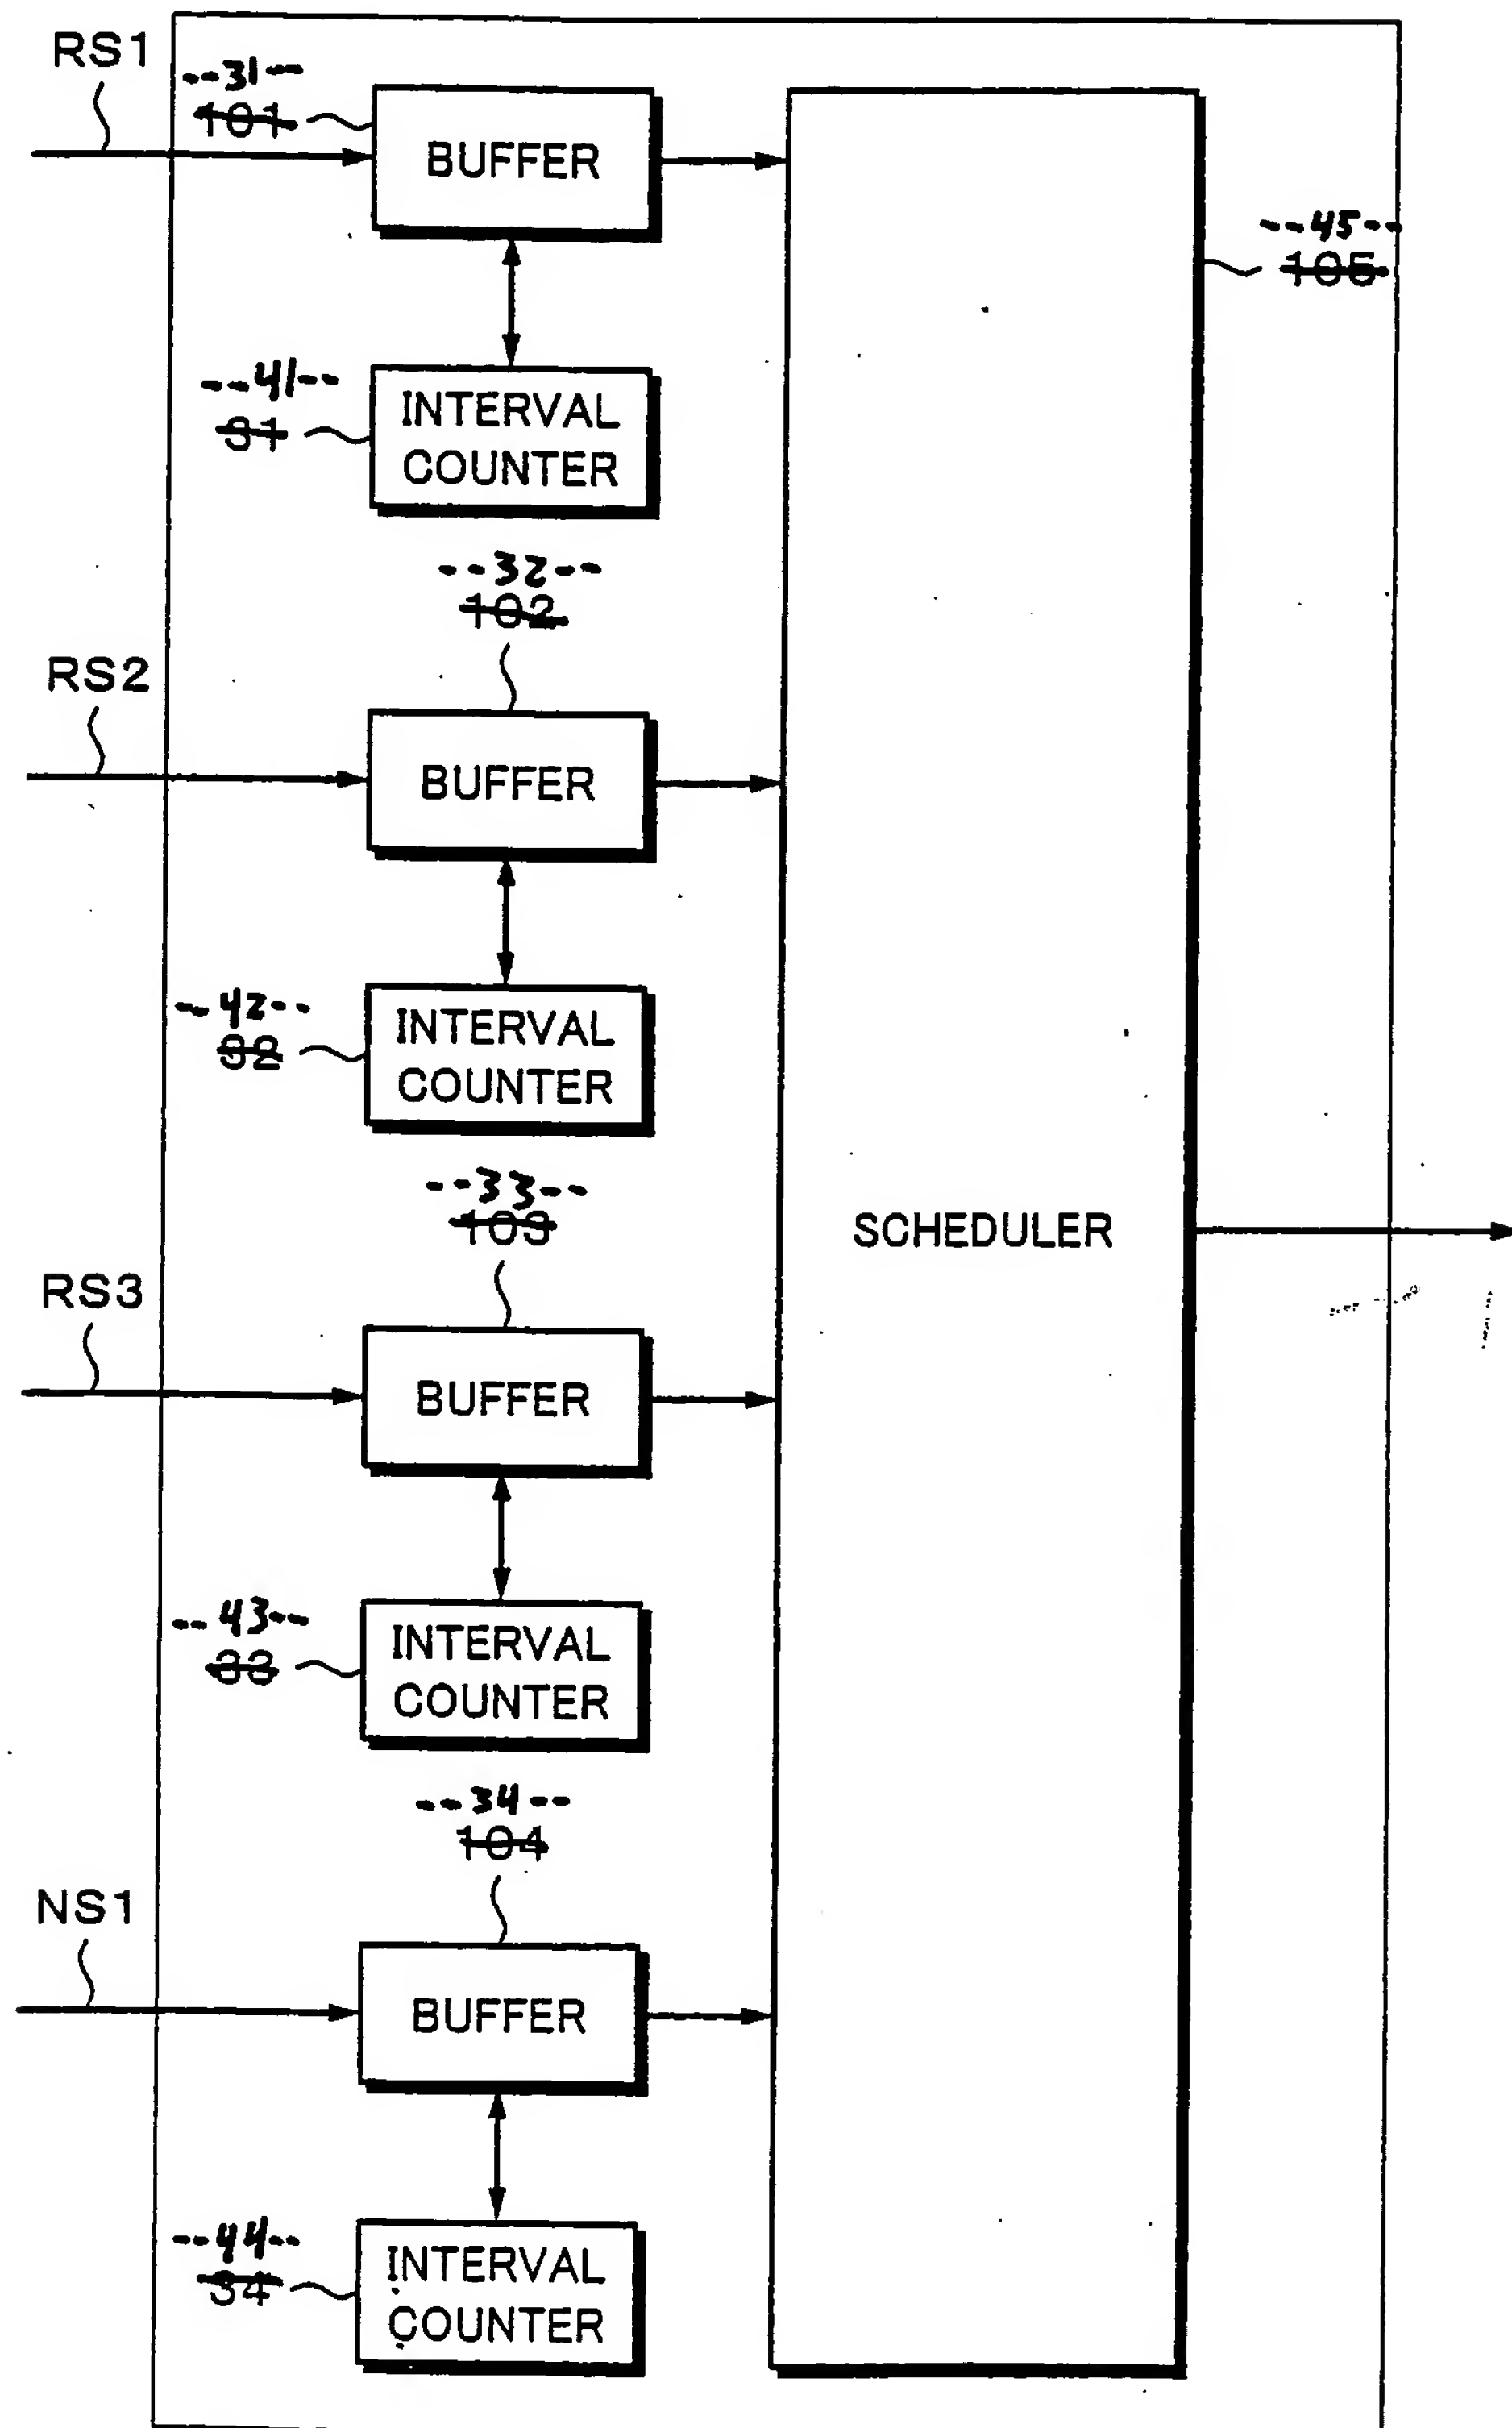 RS1
--31--
101
BUFFER
--45--
105
--41--
31
INTERVAL
COUNTER
--32--
102
RS2
BUFFER
--42--
32
INTERVAL
COUNTER
--33--
103
SCHEDULER
RS3
BUFFER
--43--
33
INTERVAL
COUNTER
--34--
104
NS1
BUFFER
--44--
34
INTERVAL
COUNTER